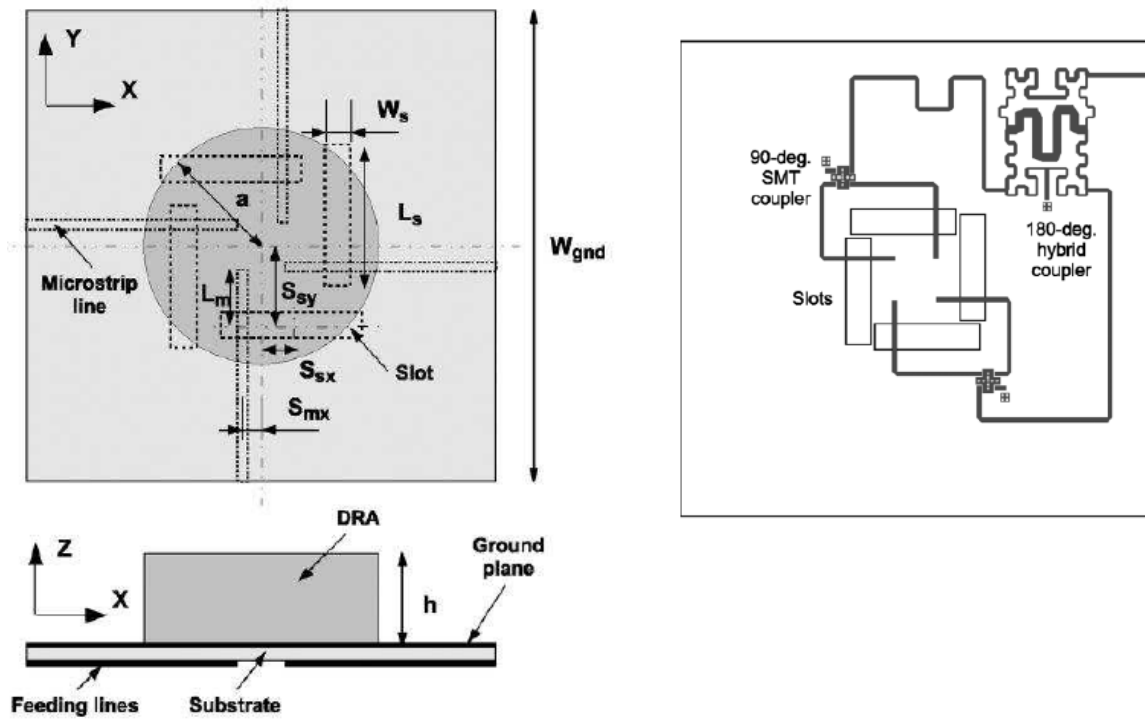 Y
X
Ws
a
Ls
Microstrip
line
Wgnd
Lm
Ssy
Ssx
Slot
Smx
DRA
Z
X
h
Ground
plane
Feeding lines
Substrate
90-deg.
SMT
coupler
180-deg.
hybrid
coupler
Slots